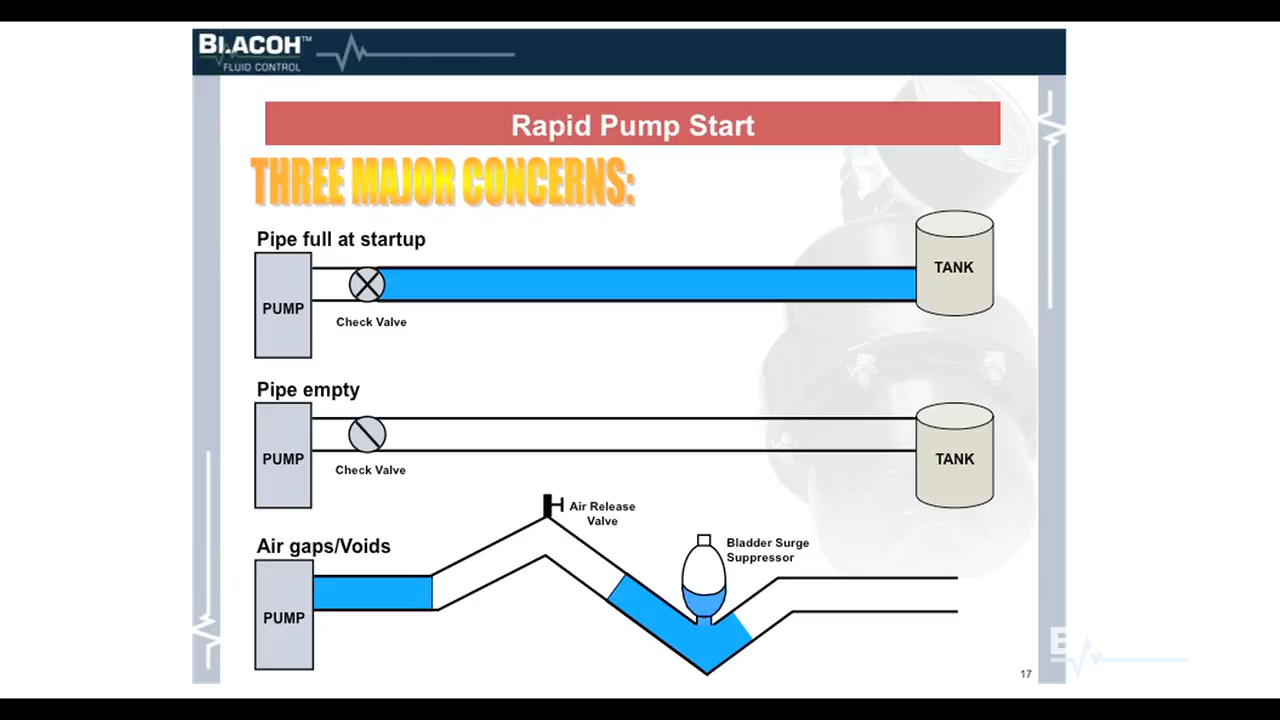 BLACOH™
FLUID CONTROL
Rapid Pump Start
THREE MAJOR CONCERNS:
Pipe full at startup
PUMP
Check Valve
TANK
Pipe empty
PUMP
Check Valve
TANK
Air Release
Valve
Air gaps/Voids
PUMP
Bladder Surge
Suppressor
17
B